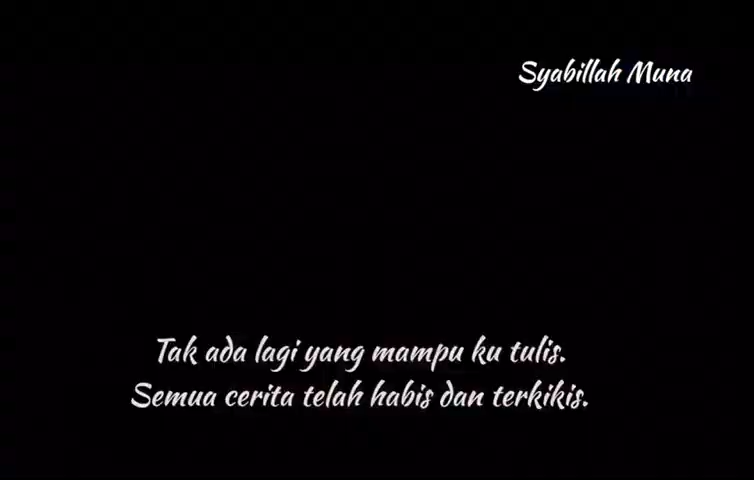 Syabillah Muna
Tak ada lagi yang mampu ku tulis.
Semua cerita telah habis dan terkikis.